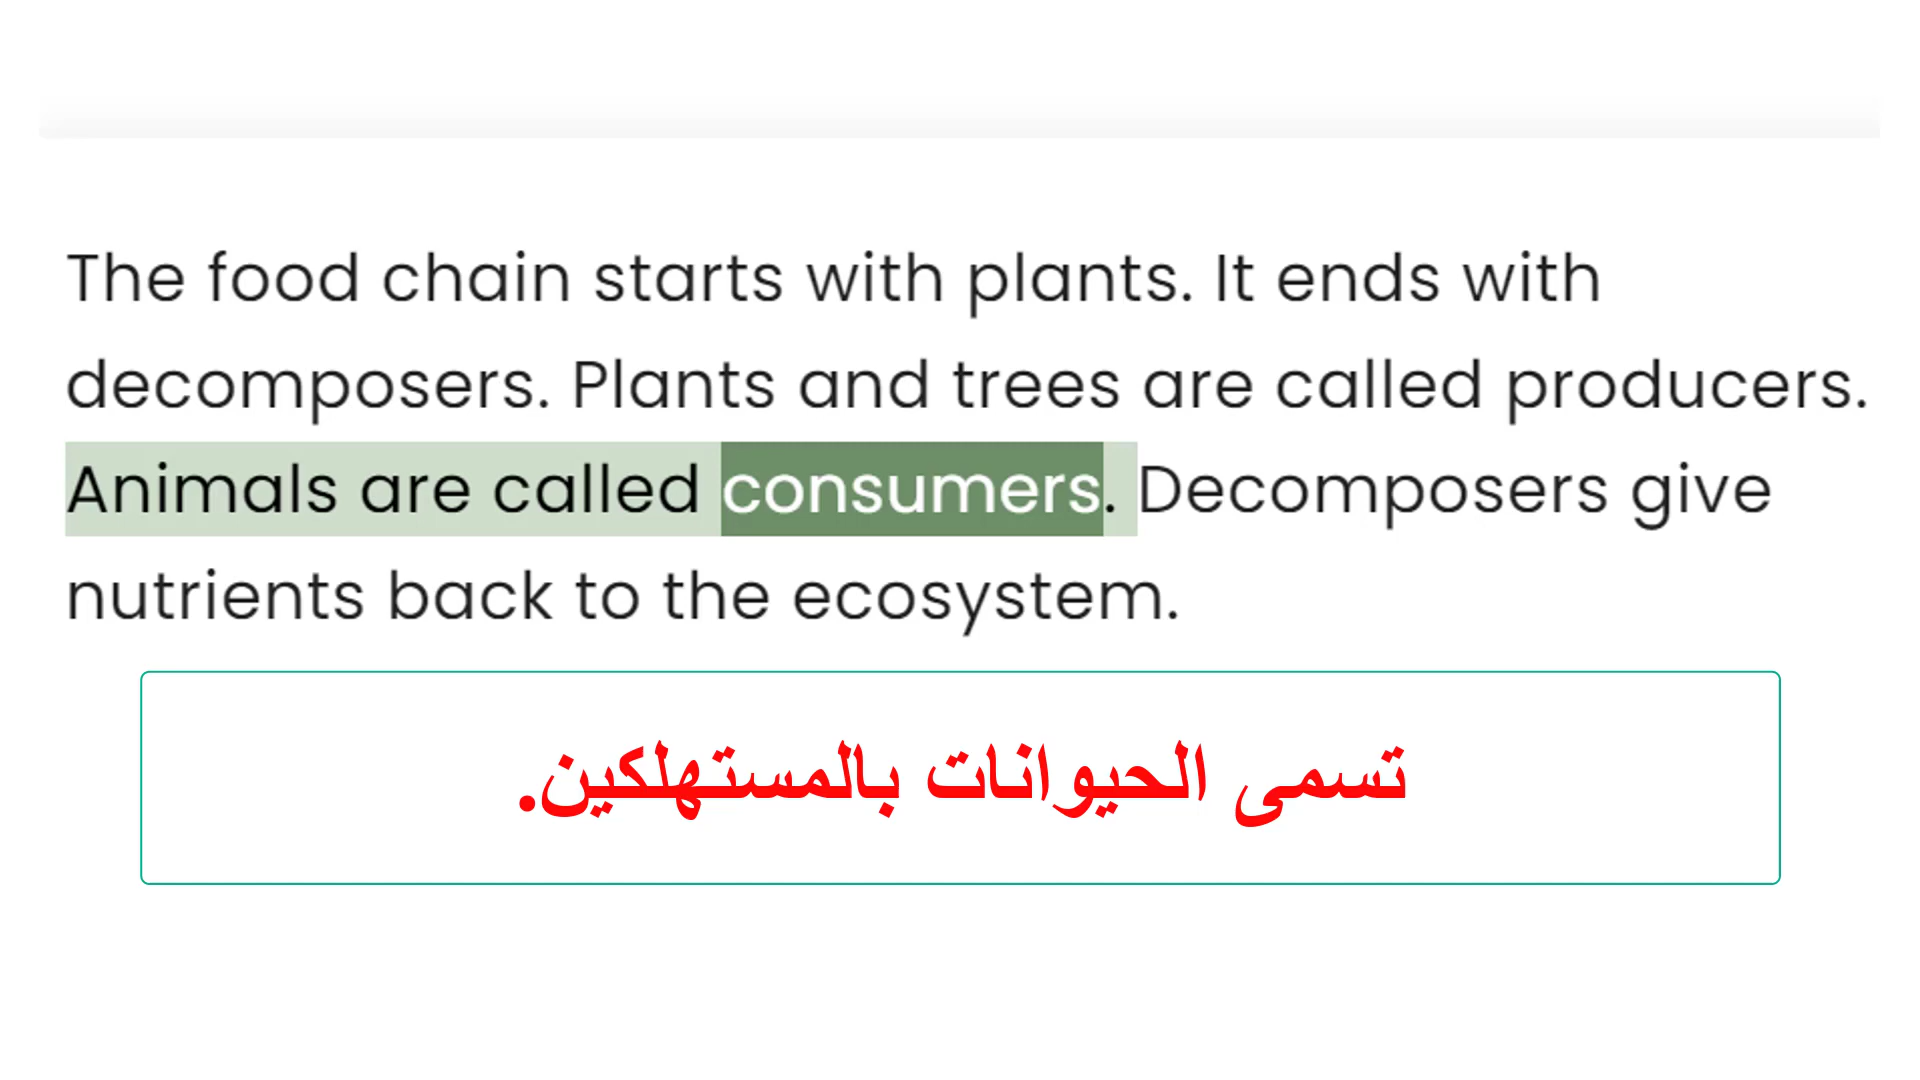 The food chain starts with plants. It ends with
decomposers. Plants and trees are called producers.
Animals are called consumers. Decomposers give
nutrients back to the ecosystem.
تسمى الحيوانات بالمستهلكين.